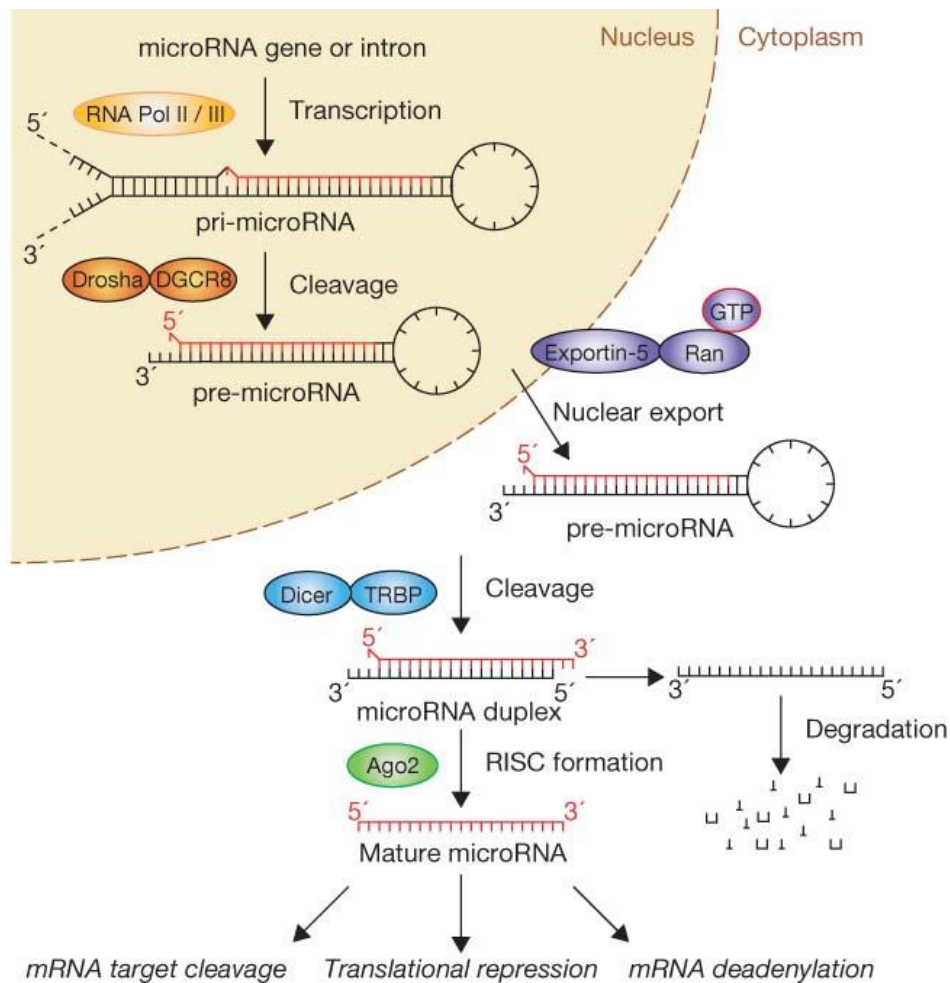 microRNA gene or intron
Nucleus
Cytoplasm
RNA Pol II / III
Transcription
5´
pri-microRNA
3´
Drosha
DGCR8
Cleavage
5´
3´
pre-microRNA
GTP
Exportin-5
Ran
Nuclear export
5´
3´
pre-microRNA
Dicer
TRBP
Cleavage
5´
3´
3´
5´
microRNA duplex
3´
5´
Degradation
Ago2
RISC formation
5´
3´
Mature microRNA
mRNA target cleavage
Translational repression
mRNA deadenylation